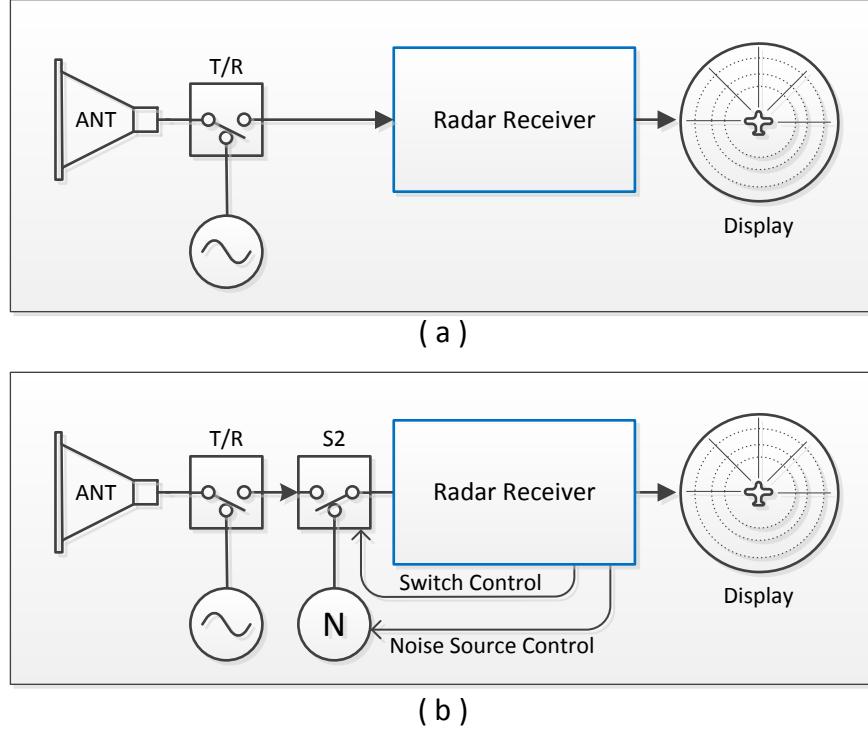 T/R
ANT
Radar Receiver
Display
( a )
T/R
S2
ANT
Radar Receiver
Switch Control
N
Noise Source Control
Display
( b )